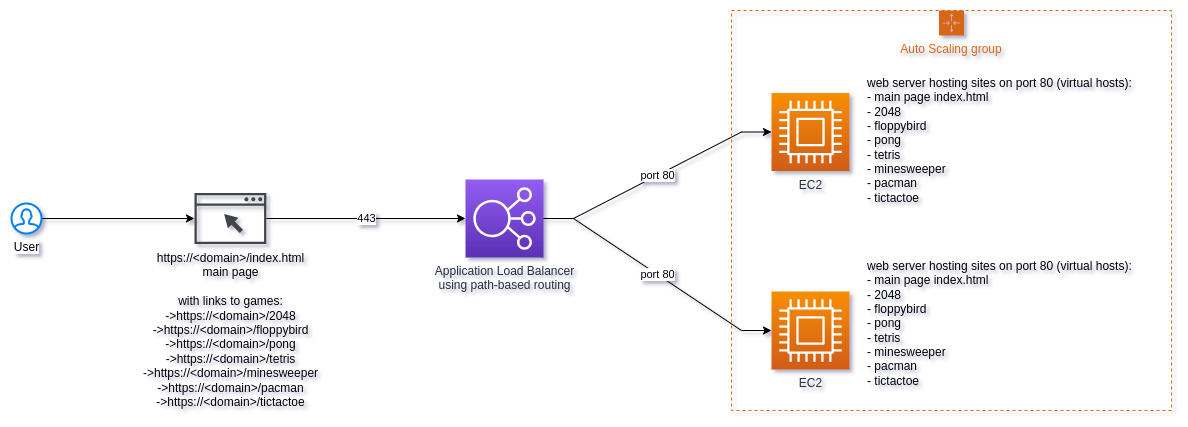 User
https://<domain>/index.html
main page
with links to games:
->https://<domain>/2048
->https://<domain>/floppybird
->https://<domain>/pong
->https://<domain>/tetris
->https://<domain>/minesweeper
->https://<domain>/pacman
->https://<domain>/tictactoe
443
Application Load Balancer
using path-based routing
port 80
port 80
Auto Scaling group
EC2
web server hosting sites on port 80 (virtual hosts):
- main page index.html
- 2048
- floppybird
- pong
- tetris
- minesweeper
- pacman
- tictactoe
EC2
web server hosting sites on port 80 (virtual hosts):
- main page index.html
- 2048
- floppybird
- pong
- tetris
- minesweeper
- pacman
- tictactoe